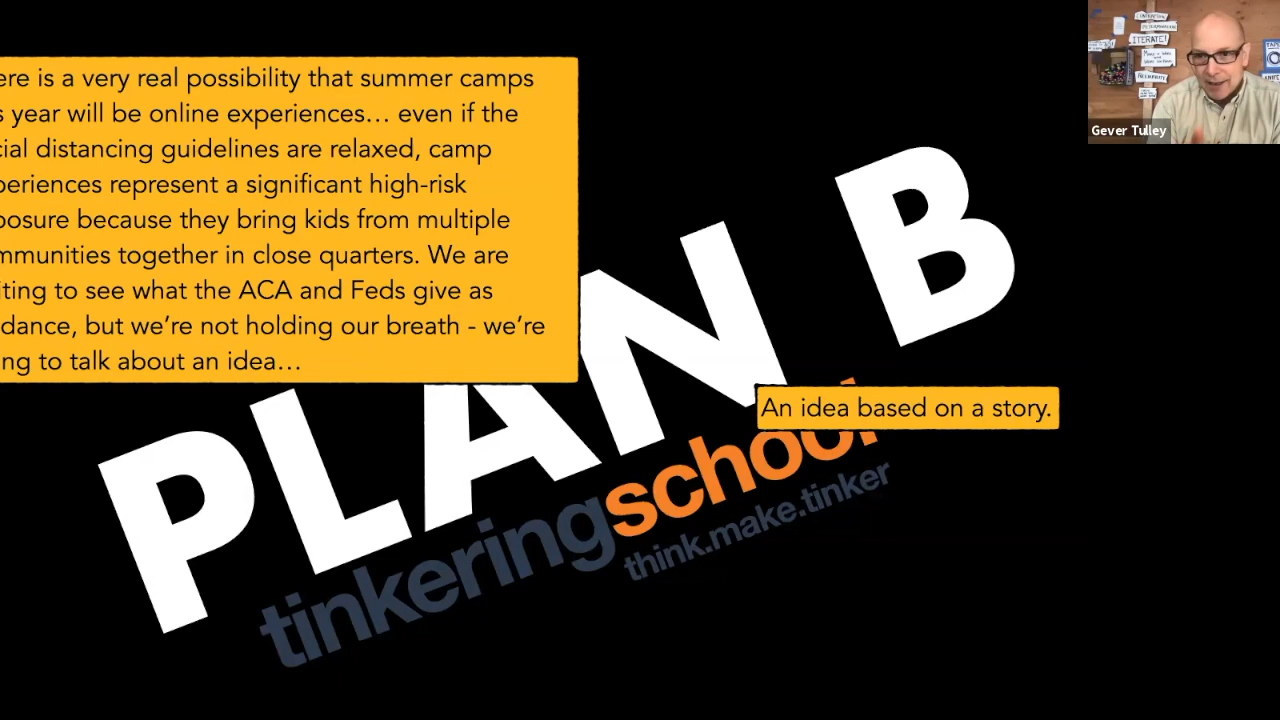 ere is a very real possibility that summer camps
s year will be online experiences… even if the
cial distancing guidelines are relaxed, camp
periences represent a significant high-risk
posure because they bring kids from multiple
mmunities together in close quarters. We are
iting to see what the ACA and Feds give as
dance, but we’re not holding our breath - we’re
ng to talk about an idea…
PLAN B
An idea based on a story.
tinkeringschool
think.make.tinker
ITERATE!
Gever Tulley